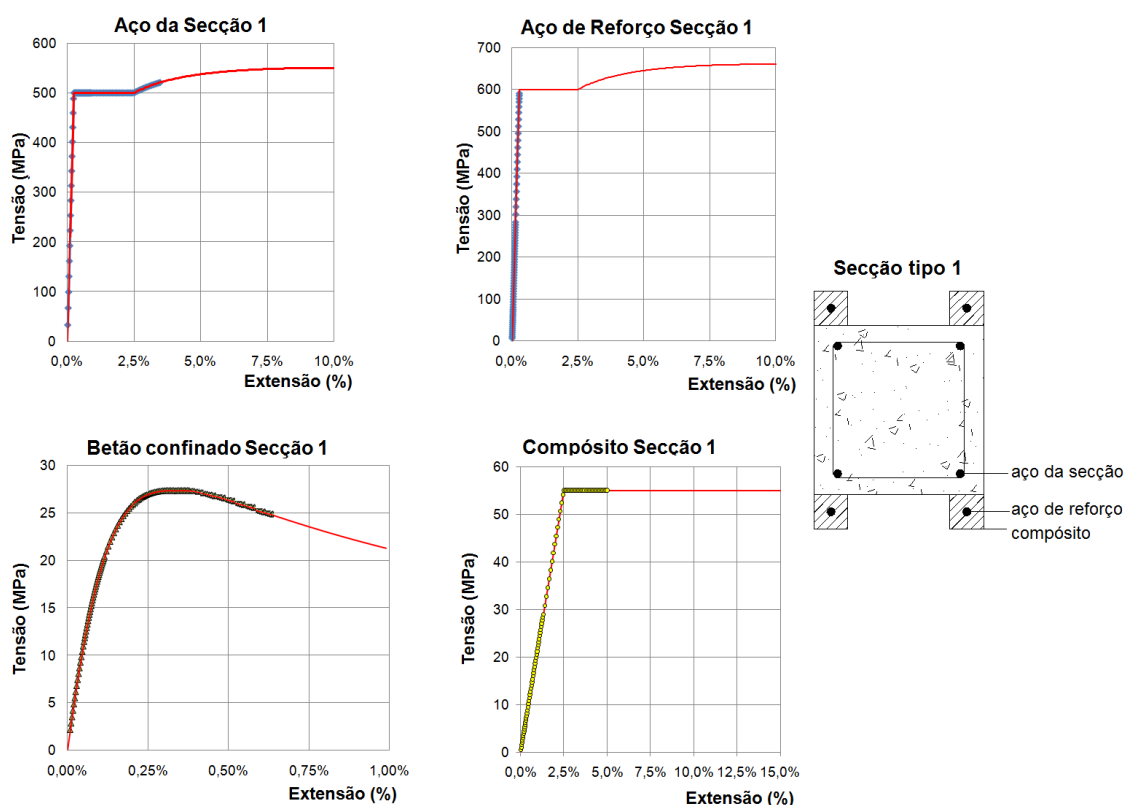 Aço da Secção 1
Tensão (MPa)
600
500
400
300
200
100
0
0,0% 2,5% 5,0% 7,5% 10,0%
Extensão (%)
Aço de Reforço Secção 1
Tensão (MPa)
700
600
500
400
300
200
100
0
0,0% 2,5% 5,0% 7,5% 10,0%
Extensão (%)
Secção tipo 1
aço da secção
aço de reforço
compósito
Betão confinado Secção 1
Tensão (MPa)
30
25
20
15
10
5
0
0,00% 0,25% 0,50% 0,75% 1,00%
Extensão (%)
Compósito Secção 1
Tensão (MPa)
60
50
40
30
20
10
0
0,0% 2,5% 5,0% 7,5% 10,0% 12,5% 15,0%
Extensão (%)